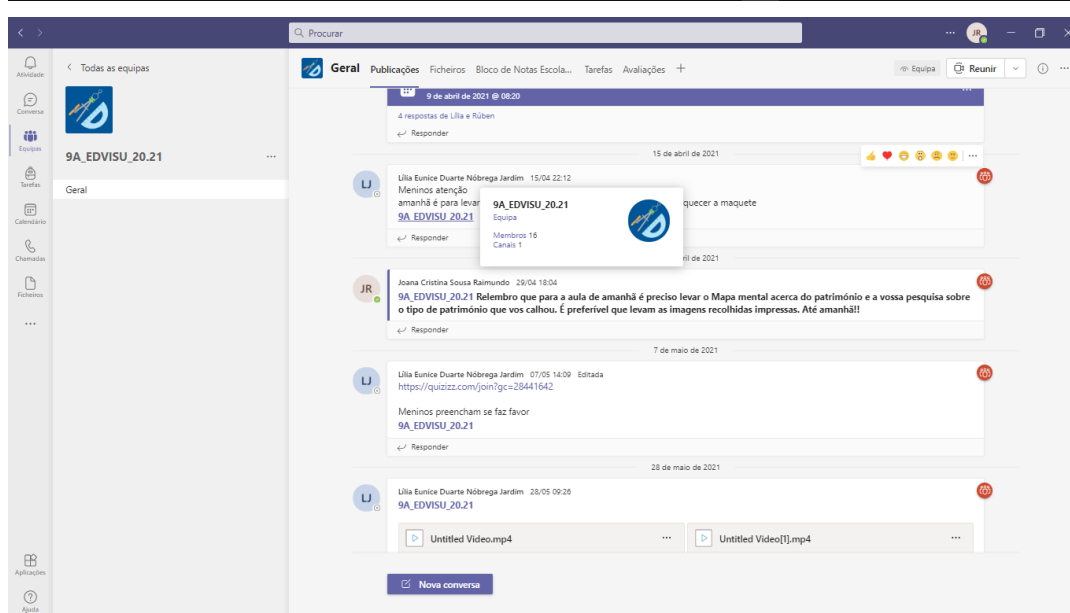 Procurar
JR
Atividade
Conversa
Equipas
Tarefas
Calendário
Chamadas
Ficheiros
Aplicações
Ajuda
Todas as equipas
9A_EDVISU_20.21
Geral
Geral Publicações Ficheiros Bloco de Notas Escola... Tarefas Avaliações
Equipa Reunir
9 de abril de 2021 @ 08:20
4 respostas de Lília e Rúben
Responder
15 de abril de 2021
LJ
Lília Eunice Duarte Nóbrega Jardim 15/04 22:12
Meninos atenção
amanhã é para levar quecer a maquete
9A_EDVISU_20.21
Responder
9A_EDVISU_20.21
Equipa
Membros 16
Canais 1
ril de 2021
JR
Joana Cristina Sousa Raimundo 29/04 18:04
9A_EDVISU_20.21 Relembro que para a aula de amanhã é preciso levar o Mapa mental acerca do património e a vossa pesquisa sobre
o tipo de património que vos calhou. É preferível que levam as imagens recolhidas impressas. Até amanhã!!
Responder
7 de maio de 2021
LJ
Lília Eunice Duarte Nóbrega Jardim 07/05 14:09 Editada
https://quizizz.com/join?gc=28441642
Meninos preencham se faz favor
9A_EDVISU_20.21
Responder
28 de maio de 2021
LJ
Lília Eunice Duarte Nóbrega Jardim 28/05 09:26
9A_EDVISU_20.21
Untitled Video.mp4
Untitled Video[1].mp4
Nova conversa